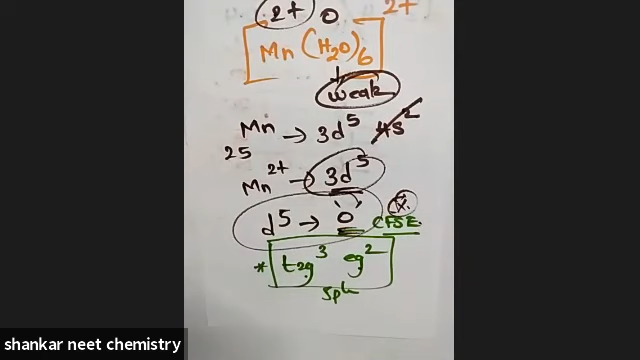 2+ 0 2+
[Mn(H2O)6]
↓
weak
Mn → 3d⁵ 4s²
25
Mn²⁺ → 3d⁵
d⁵ → 0 CFSE
* t2g³ eg²
shankar neet chemistry